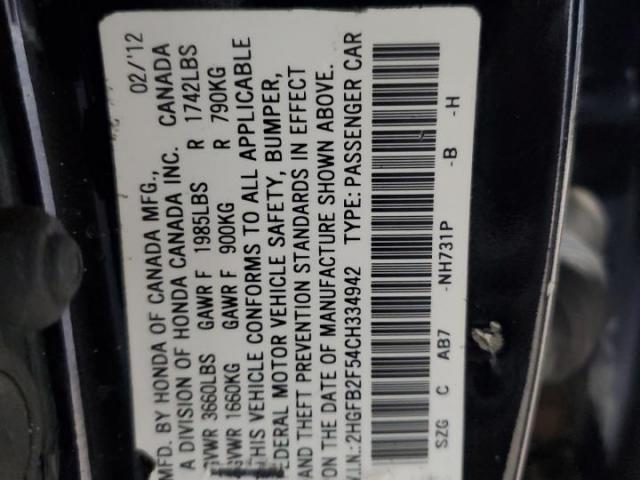 MFD. BY HONDA OF CANADA MFG., 02/'12
A DIVISION OF HONDA CANADA INC. CANADA
GVWR 3660LBS GAWR F 1985LBS R 1742LBS
GVWR 1660KG GAWR F 900KG R 790KG
THIS VEHICLE CONFORMS TO ALL APPLICABLE
FEDERAL MOTOR VEHICLE SAFETY, BUMPER,
AND THEFT PREVENTION STANDARDS IN EFFECT
ON THE DATE OF MANUFACTURE SHOWN ABOVE.
V.I.N.:2HGFB2F54CH334942 TYPE:PASSENGER CAR
SZG C AB7 -NH731P -B -H